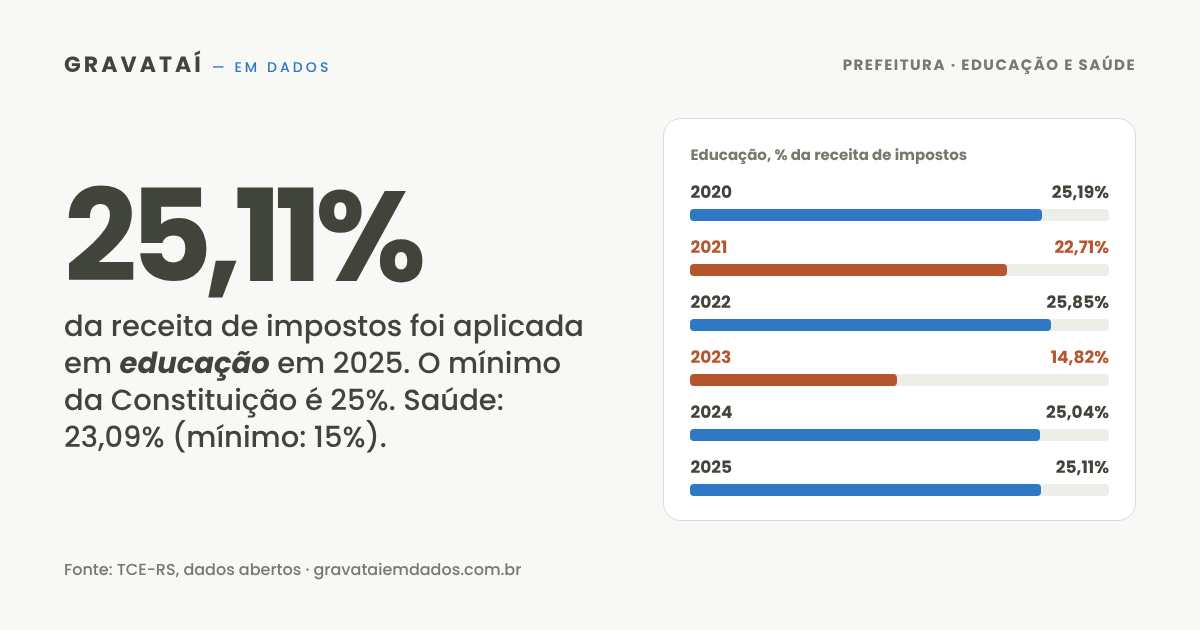 GRAVATAÍ — EM DADOS
PREFEITURA · EDUCAÇÃO E SAÚDE
25,11%
da receita de impostos foi aplicada
em educação em 2025. O mínimo
da Constituição é 25%. Saúde:
23,09% (mínimo: 15%).
Educação, % da receita de impostos
2020 25,19%
2021 22,71%
2022 25,85%
2023 14,82%
2024 25,04%
2025 25,11%
Fonte: TCE-RS, dados abertos · gravataiemdados.com.br